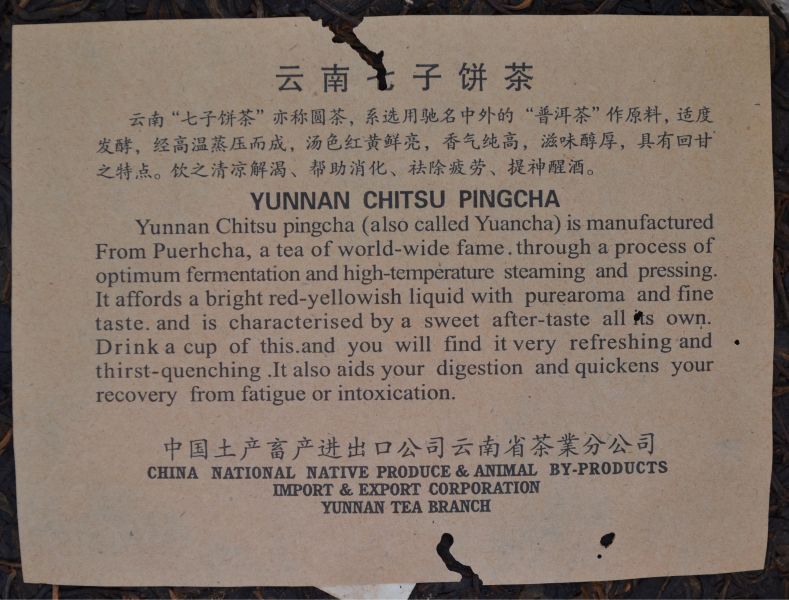 云南七子饼茶
云南“七子饼茶”亦称圆茶，系选用驰名中外的“普洱茶”作原料，适度
发酵，经高温蒸压而成，汤色红黄鲜亮，香气纯高，滋味醇厚，具有回甘
之特点。饮之清凉解渴、帮助消化、祛除疲劳、提神醒酒。
YUNNAN CHITSU PINGCHA
Yunnan Chitsu pingcha (also called Yuancha) is manufactured
From Puerhcha, a tea of world-wide fame.through a process of
optimum fermentation and high-temperature steaming and pressing.
It affords a bright red-yellowish liquid with purearoma and fine
taste. and is characterised by a sweet after-taste all its own.
Drink a cup of this.and you will find it very refreshing and
thirst-quenching .It also aids your digestion and quickens your
recovery from fatigue or intoxication.
中国土产畜产进出口公司云南省茶業分公司
CHINA NATIONAL NATIVE PRODUCE & ANIMAL BY-PRODUCTS
IMPORT & EXPORT CORPORATION
YUNNAN TEA BRANCH